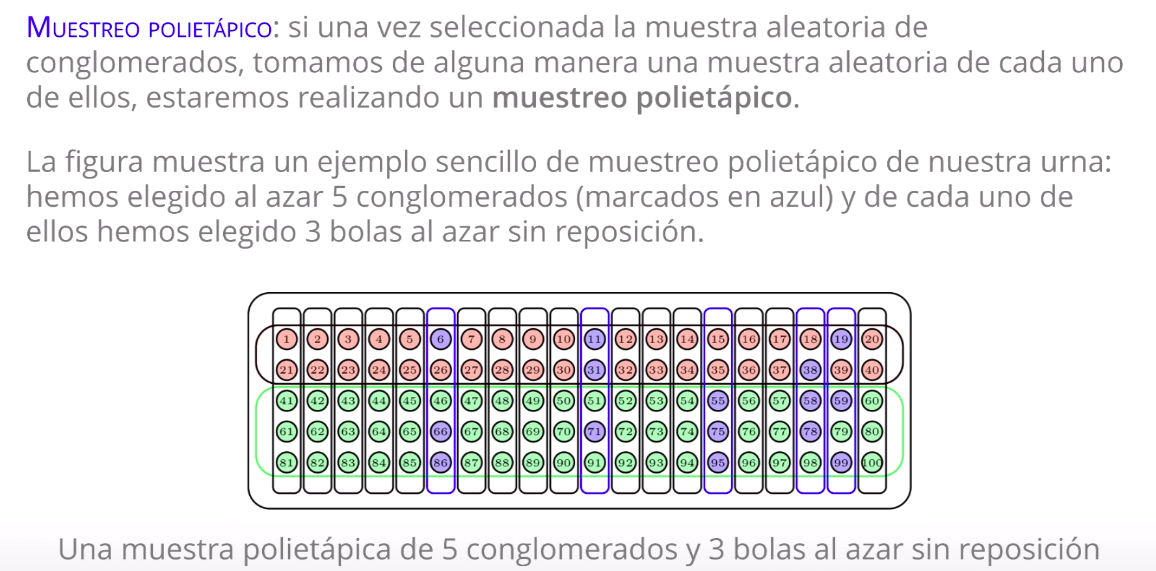 MUESTREO POLIETÁPICO: si una vez seleccionada la muestra aleatoria de
conglomerados, tomamos de alguna manera una muestra aleatoria de cada uno
de ellos, estaremos realizando un muestreo polietápico.
La figura muestra un ejemplo sencillo de muestreo polietápico de nuestra urna:
hemos elegido al azar 5 conglomerados (marcados en azul) y de cada uno de
ellos hemos elegido 3 bolas al azar sin reposición.
1 2 3 4 5 6 7 8 9 10 11 12 13 14 15 16 17 18 19 20
21 22 23 24 25 26 27 28 29 30 31 32 33 34 35 36 37 38 39 40
41 42 43 44 45 46 47 48 49 50 51 52 53 54 55 56 57 58 59 60
61 62 63 64 65 66 67 68 69 70 71 72 73 74 75 76 77 78 79 80
81 82 83 84 85 86 87 88 89 90 91 92 93 94 95 96 97 98 99 100
Una muestra polietápica de 5 conglomerados y 3 bolas al azar sin reposición